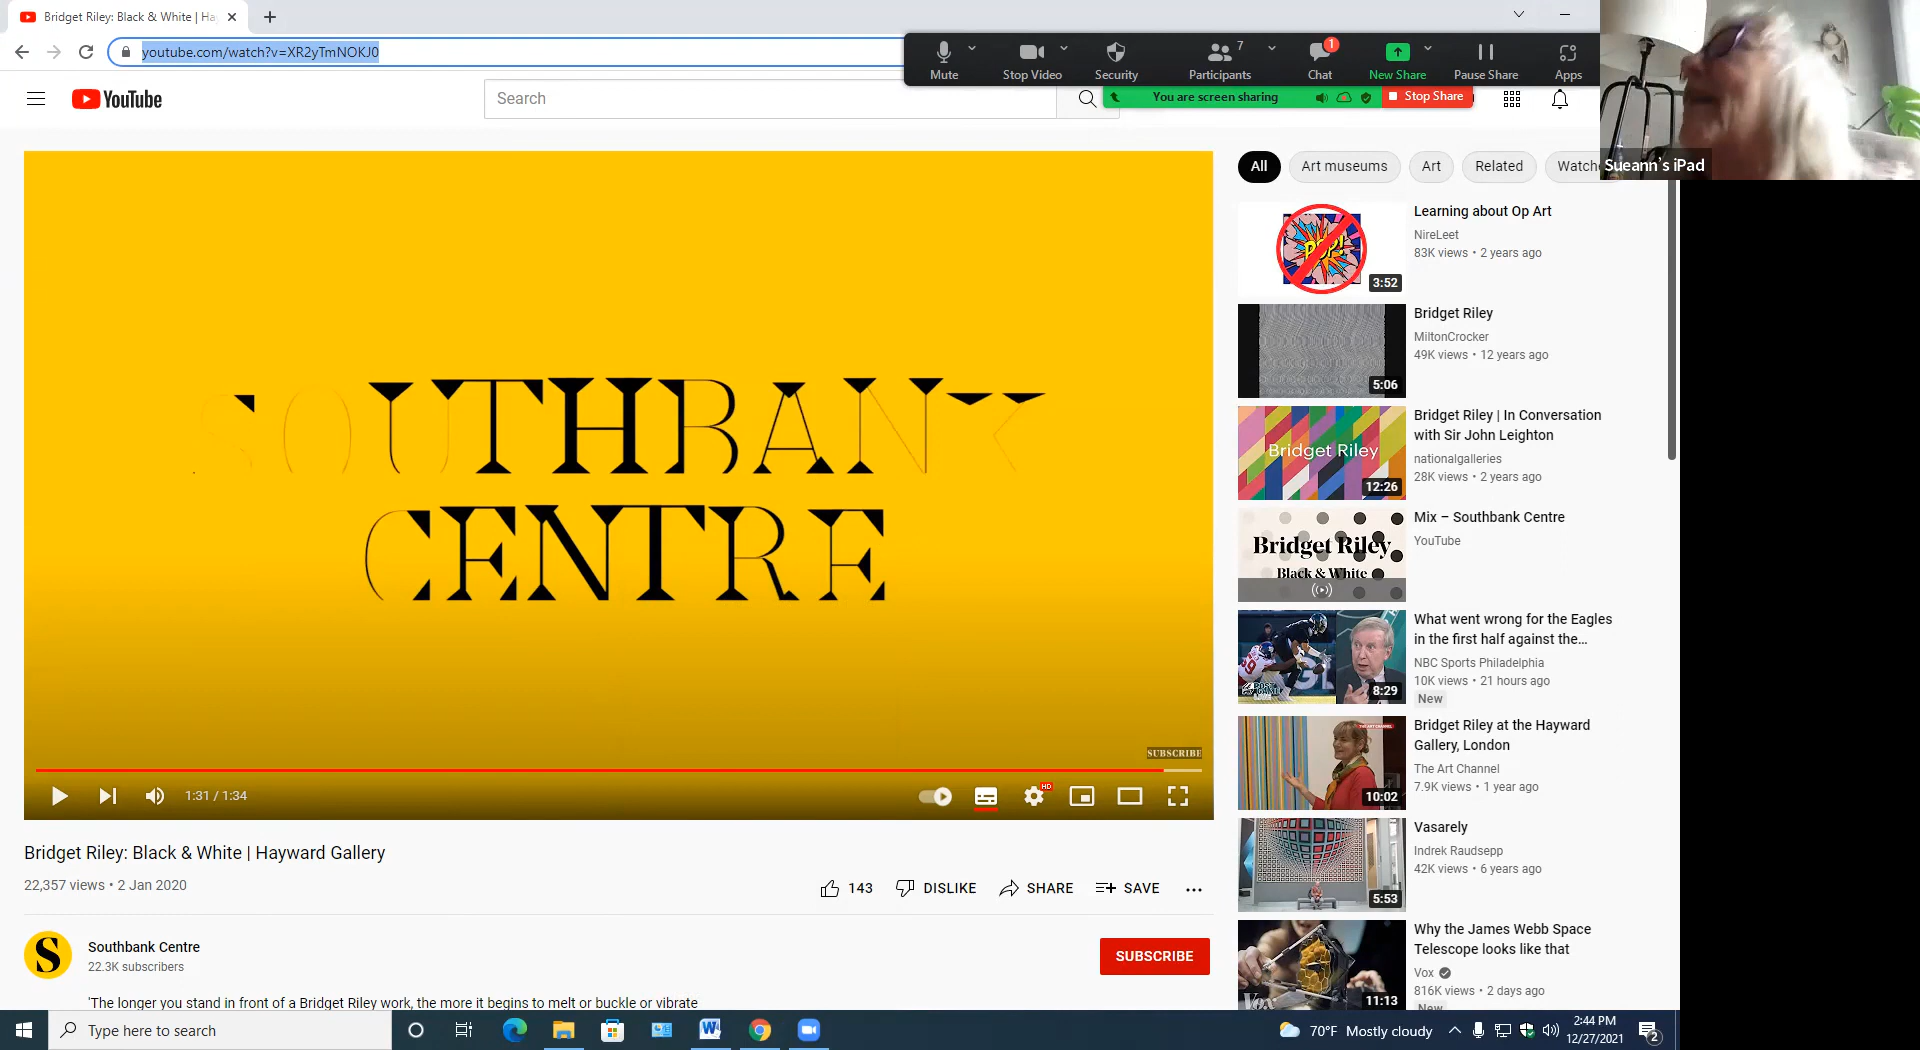 Bridget Riley: Black & White | Ha
youtube.com/watch?v=XR2yTmNOKJ0
Mute
Stop Video
Security
7
Participants
1
Chat
New Share
Pause Share
Apps
YouTube
Search
You are screen sharing
Stop Share
Sueann's iPad
SOUTHBANK
CENTRE
SUBSCRIBE
1:31 / 1:34
HD
Bridget Riley: Black & White | Hayward Gallery
22,357 views • 2 Jan 2020
143
DISLIKE
SHARE
SAVE
S
Southbank Centre
22.3K subscribers
SUBSCRIBE
'The longer you stand in front of a Bridget Riley work, the more it begins to melt or buckle or vibrate
All
Art museums
Art
Related
Watch
POP!
3:52
Learning about Op Art
NireLeet
83K views • 2 years ago
5:06
Bridget Riley
MiltonCrocker
49K views • 12 years ago
Bridget Riley
12:26
Bridget Riley | In Conversation
with Sir John Leighton
nationalgalleries
28K views • 2 years ago
Bridget Riley
Black & White
Mix – Southbank Centre
YouTube
8:29
What went wrong for the Eagles
in the first half against the...
NBC Sports Philadelphia
10K views • 21 hours ago
New
THE ART CHANNEL
10:02
Bridget Riley at the Hayward
Gallery, London
The Art Channel
7.9K views • 1 year ago
5:53
Vasarely
Indrek Raudsepp
42K views • 6 years ago
Vox
11:13
Why the James Webb Space
Telescope looks like that
Vox
816K views • 2 days ago
New
Type here to search
70°F Mostly cloudy
2:44 PM
12/27/2021
2